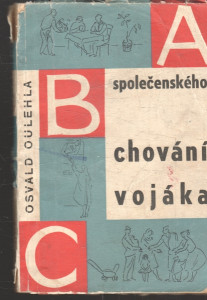 A
B
C
společenského
chování
vojáka
OSVALD OULEHLA